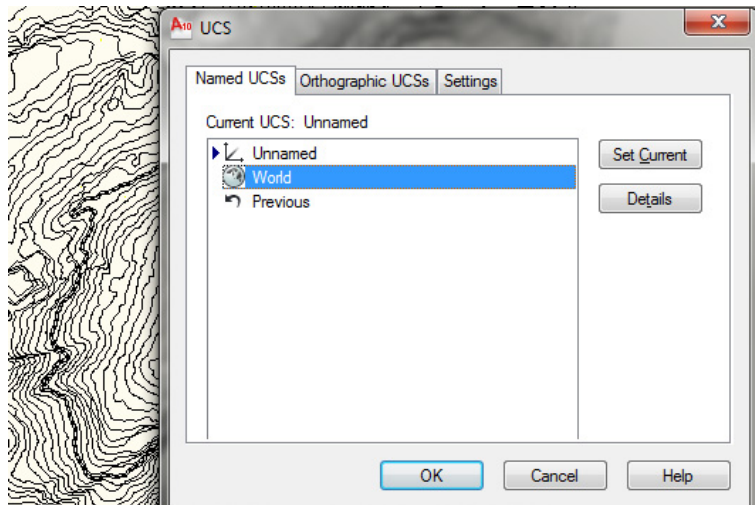 A10 UCS
Named UCSs Orthographic UCSs Settings
Current UCS: Unnamed
Unnamed
World
Previous
Set Current
Details
OK Cancel Help